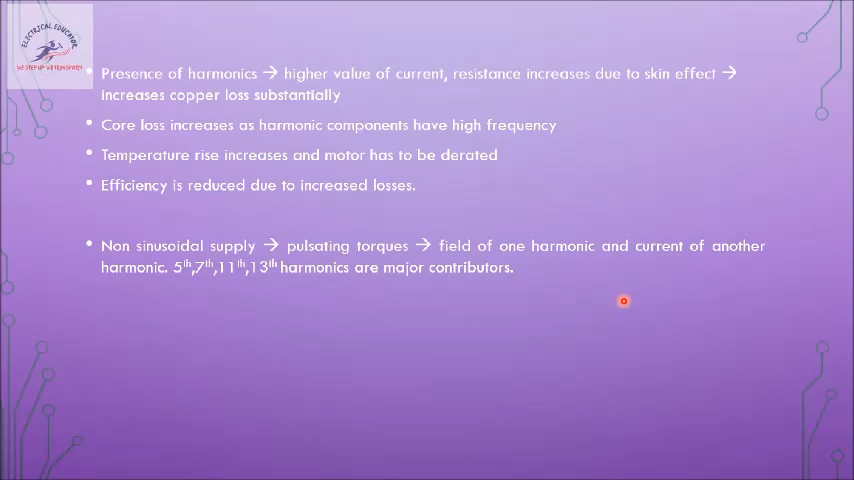 ELECTRICAL EDUCATOR
WE STEP UP, WE TRANSFORM
• Presence of harmonics → higher value of current, resistance increases due to skin effect →
increases copper loss substantially
• Core loss increases as harmonic components have high frequency
• Temperature rise increases and motor has to be derated
• Efficiency is reduced due to increased losses.
• Non sinusoidal supply → pulsating torques → field of one harmonic and current of another
harmonic. 5th,7th,11th,13th harmonics are major contributors.